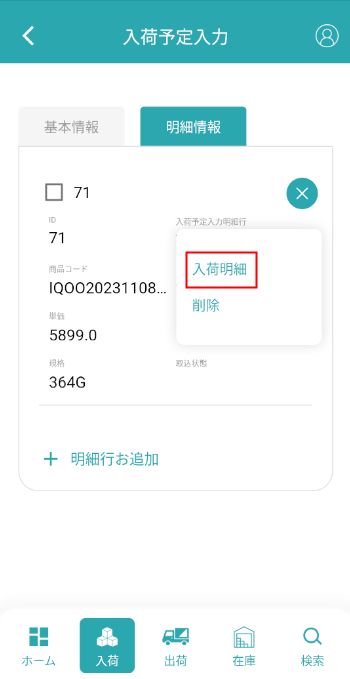 入荷予定入力
基本情報
明細情報
71
ID
入荷予定入力明細行
71
入荷明細
商品コード
IQOO20231108...
削除
単価
5899.0
規格
取込状態
364G
明細行お追加
ホーム
入荷
出荷
在庫
検索